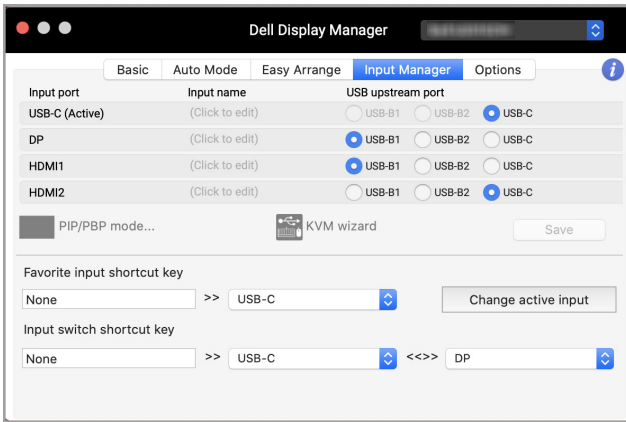 Dell Display Manager
Basic Auto Mode Easy Arrange Input Manager Options i
Input port Input name USB upstream port
USB-C (Active) (Click to edit) USB-B1 USB-B2 USB-C
DP (Click to edit) USB-B1 USB-B2 USB-C
HDMI1 (Click to edit) USB-B1 USB-B2 USB-C
HDMI2 (Click to edit) USB-B1 USB-B2 USB-C
PIP/PBP mode... KVM wizard Save
Favorite input shortcut key
None >> USB-C Change active input
Input switch shortcut key
None >> USB-C <<>> DP